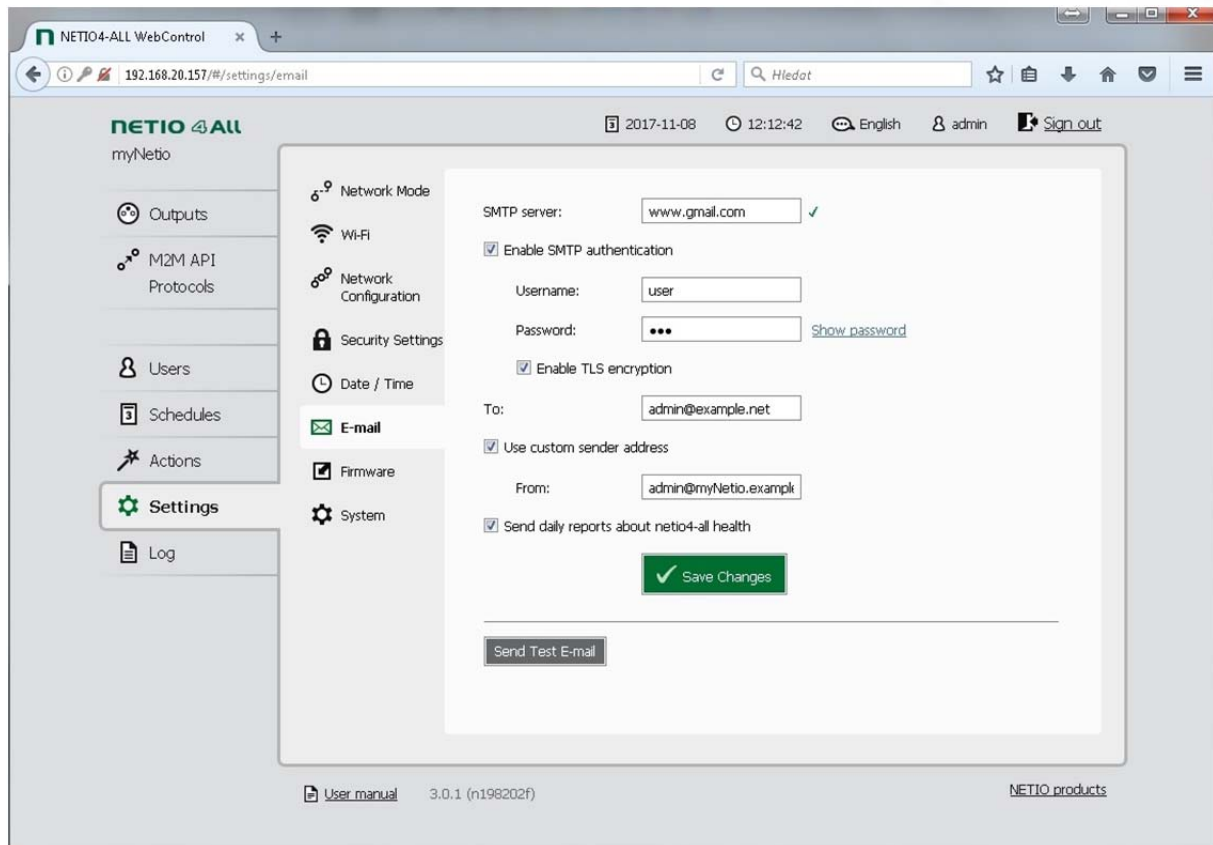 NETIO4-ALL WebControl
192.168.20.157/#/settings/email
Hledat
NETIO 4All
myNetio
2017-11-08
12:12:42
English
admin
Sign out
Outputs
M2M API
Protocols
Users
Schedules
Actions
Settings
Log
Network Mode
Wi-Fi
Network
Configuration
Security Settings
Date / Time
E-mail
Firmware
System
SMTP server:
www.gmail.com
Enable SMTP authentication
Username:
user
Password:
•••
Show password
Enable TLS encryption
To:
admin@example.net
Use custom sender address
From:
admin@myNetio.example
Send daily reports about netio4-all health
Save Changes
Send Test E-mail
User manual
3.0.1 (n198202f)
NETIO products